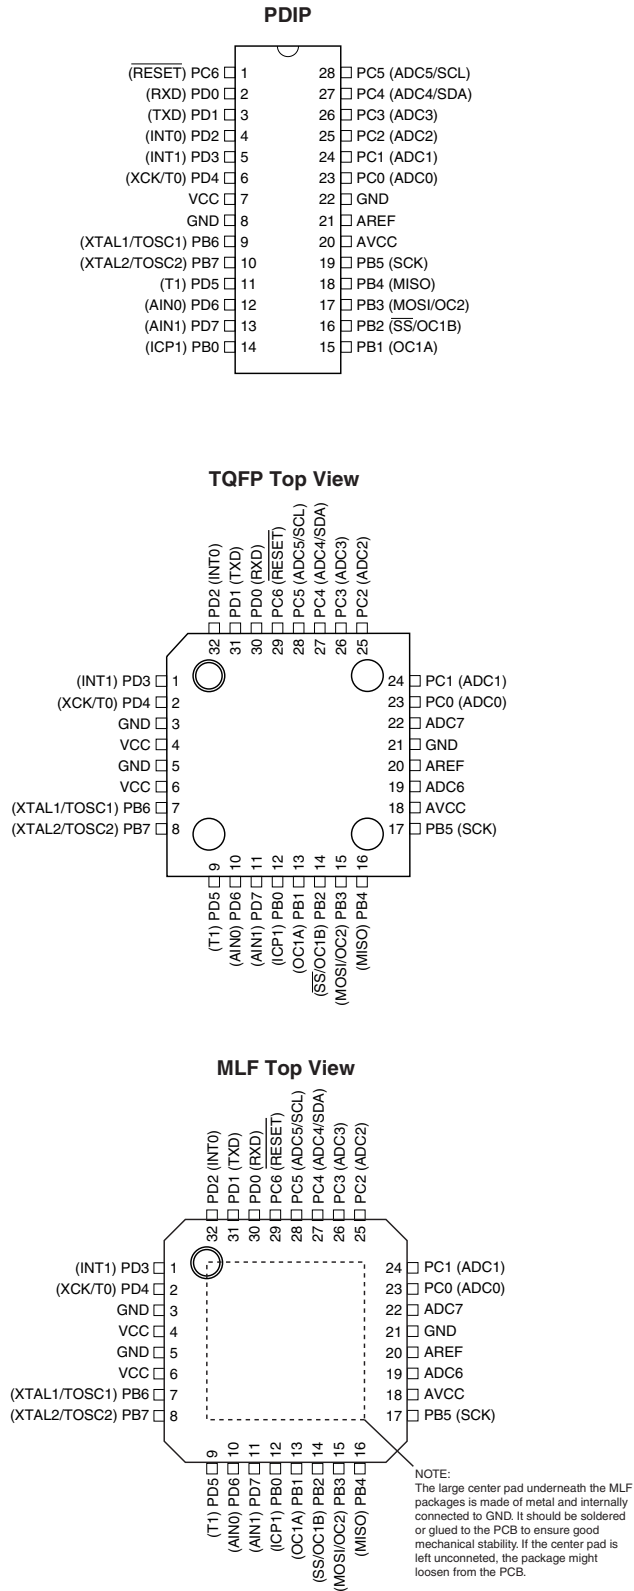 PDIP
(RESET) PC6 1 28 PC5 (ADC5/SCL)
(RXD) PD0 2 27 PC4 (ADC4/SDA)
(TXD) PD1 3 26 PC3 (ADC3)
(INT0) PD2 4 25 PC2 (ADC2)
(INT1) PD3 5 24 PC1 (ADC1)
(XCK/T0) PD4 6 23 PC0 (ADC0)
VCC 7 22 GND
GND 8 21 AREF
(XTAL1/TOSC1) PB6 9 20 AVCC
(XTAL2/TOSC2) PB7 10 19 PB5 (SCK)
(T1) PD5 11 18 PB4 (MISO)
(AIN0) PD6 12 17 PB3 (MOSI/OC2)
(AIN1) PD7 13 16 PB2 (SS/OC1B)
(ICP1) PB0 14 15 PB1 (OC1A)
TQFP Top View
32 PD2 (INT0)
31 PD1 (TXD)
30 PD0 (RXD)
29 PC6 (RESET)
28 PC5 (ADC5/SCL)
27 PC4 (ADC4/SDA)
26 PC3 (ADC3)
25 PC2 (ADC2)
(INT1) PD3 1 24 PC1 (ADC1)
(XCK/T0) PD4 2 23 PC0 (ADC0)
GND 3 22 ADC7
VCC 4 21 GND
GND 5 20 AREF
VCC 6 19 ADC6
(XTAL1/TOSC1) PB6 7 18 AVCC
(XTAL2/TOSC2) PB7 8 17 PB5 (SCK)
(T1) PD5 9
(AIN0) PD6 10
(AIN1) PD7 11
(ICP1) PB0 12
(OC1A) PB1 13
(SS/OC1B) PB2 14
(MOSI/OC2) PB3 15
(MISO) PB4 16
MLF Top View
32 PD2 (INT0)
31 PD1 (TXD)
30 PD0 (RXD)
29 PC6 (RESET)
28 PC5 (ADC5/SCL)
27 PC4 (ADC4/SDA)
26 PC3 (ADC3)
25 PC2 (ADC2)
(INT1) PD3 1 24 PC1 (ADC1)
(XCK/T0) PD4 2 23 PC0 (ADC0)
GND 3 22 ADC7
VCC 4 21 GND
GND 5 20 AREF
VCC 6 19 ADC6
(XTAL1/TOSC1) PB6 7 18 AVCC
(XTAL2/TOSC2) PB7 8 17 PB5 (SCK)
(T1) PD5 9
(AIN0) PD6 10
(AIN1) PD7 11
(ICP1) PB0 12
(OC1A) PB1 13
(SS/OC1B) PB2 14
(MOSI/OC2) PB3 15
(MISO) PB4 16
NOTE:
The large center pad underneath the MLF
packages is made of metal and internally
connected to GND. It should be soldered
or glued to the PCB to ensure good
mechanical stability. If the center pad is
left unconneted, the package might
loosen from the PCB.